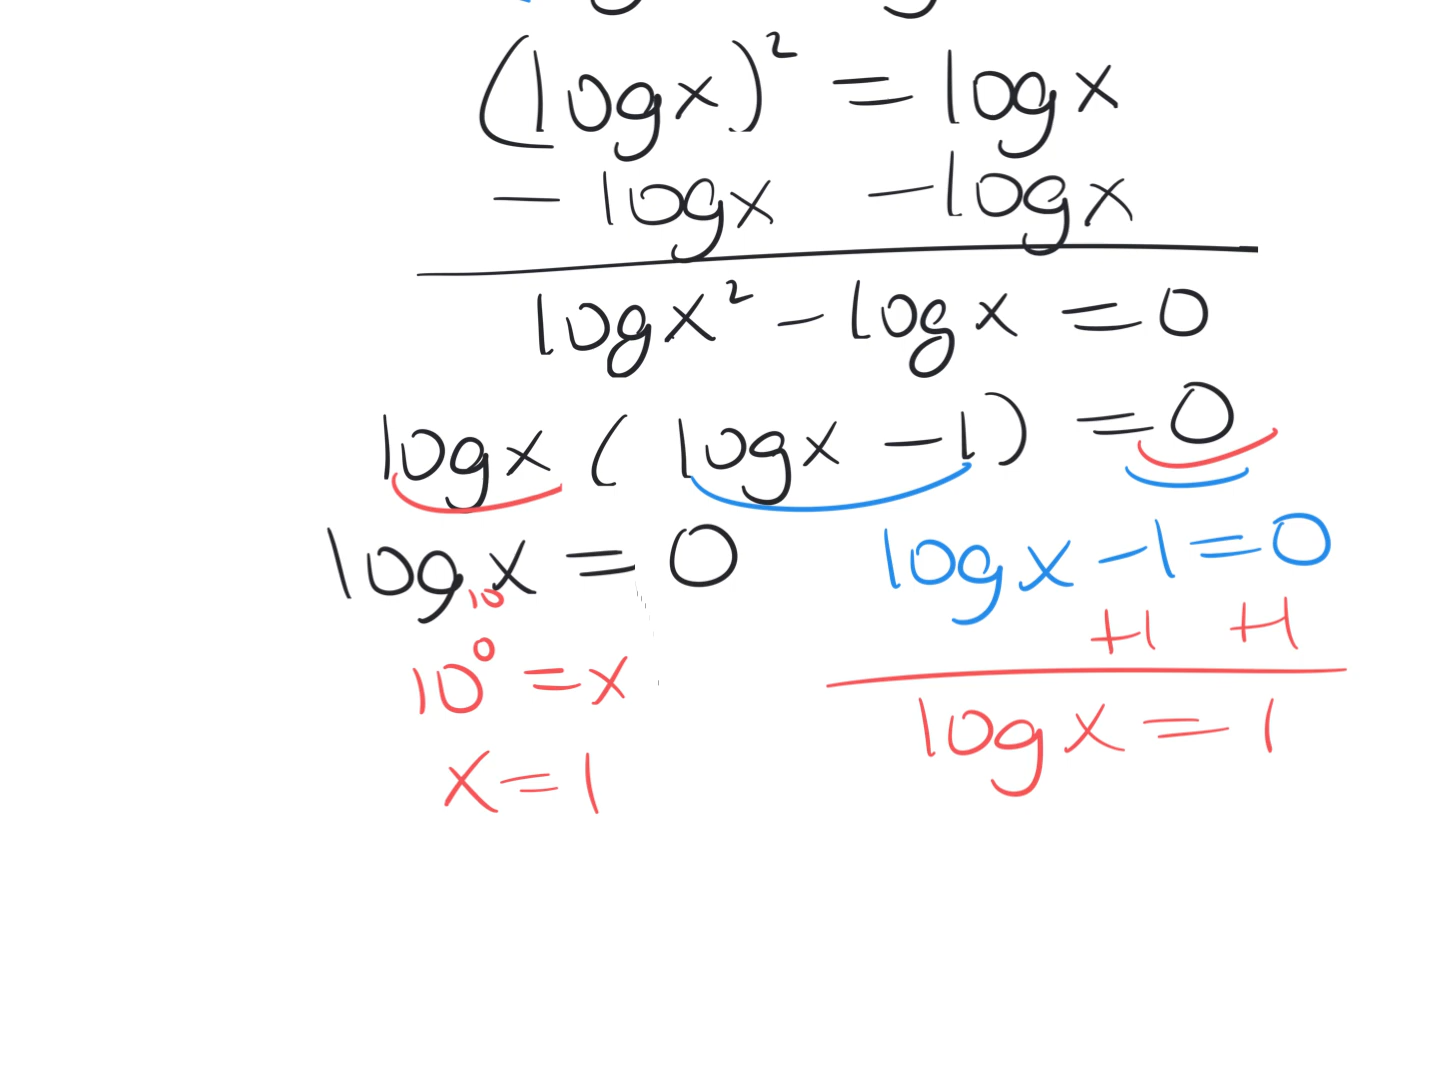 (log x)² = log x
- log x - log x
log x² - log x = 0
log x ( log x - 1) = 0
log₁₀ x = 0 log x - 1 = 0
+1 +1
10⁰ = x
log x = 1
x = 1